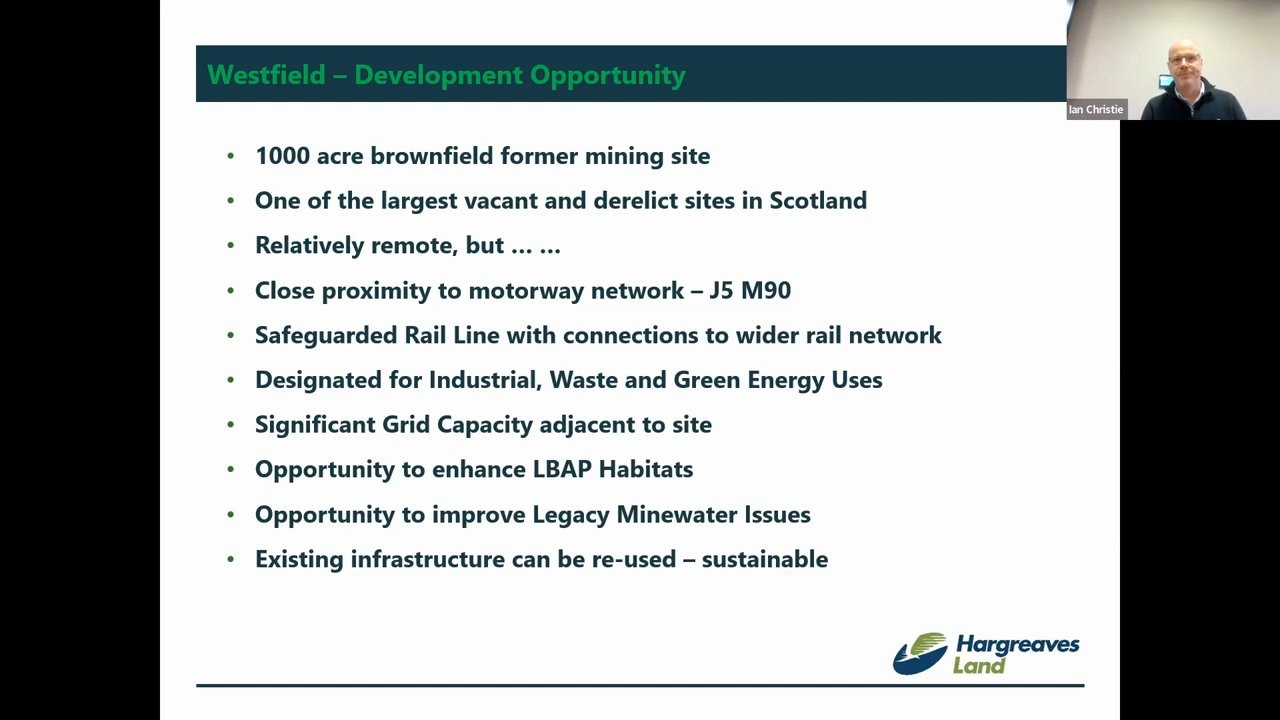 Westfield – Development Opportunity
Ian Christie
• 1000 acre brownfield former mining site
• One of the largest vacant and derelict sites in Scotland
• Relatively remote, but … …
• Close proximity to motorway network – J5 M90
• Safeguarded Rail Line with connections to wider rail network
• Designated for Industrial, Waste and Green Energy Uses
• Significant Grid Capacity adjacent to site
• Opportunity to enhance LBAP Habitats
• Opportunity to improve Legacy Minewater Issues
• Existing infrastructure can be re-used – sustainable
Hargreaves
Land